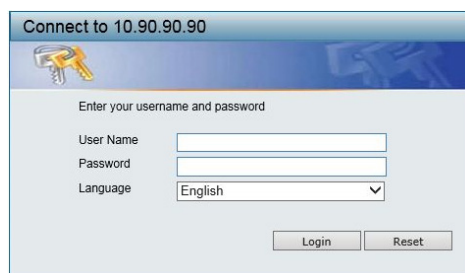 Connect to 10.90.90.90
Enter your username and password
User Name
Password
Language English
Login Reset